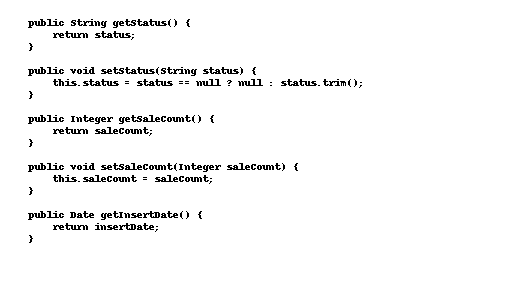 public String getStatus() {
    return status;
}

public void setStatus(String status) {
    this.status = status == null ? null : status.trim();
}

public Integer getSaleCount() {
    return saleCount;
}

public void setSaleCount(Integer saleCount) {
    this.saleCount = saleCount;
}

public Date getInsertDate() {
    return insertDate;
}